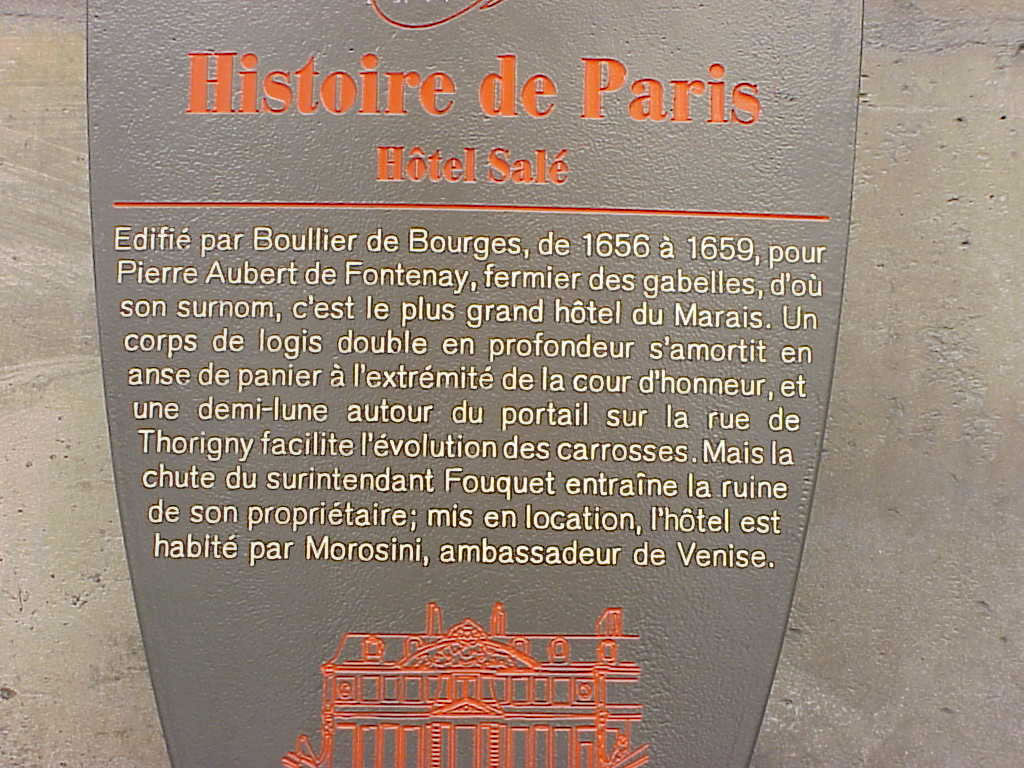 Histoire de Paris
Hôtel Salé
Edifié par Boullier de Bourges, de 1656 à 1659, pour
Pierre Aubert de Fontenay, fermier des gabelles, d'où
son surnom, c'est le plus grand hôtel du Marais. Un
corps de logis double en profondeur s'amortit en
anse de panier à l'extrémité de la cour d'honneur, et
une demi-lune autour du portail sur la rue de
Thorigny facilite l'évolution des carrosses. Mais la
chute du surintendant Fouquet entraîne la ruine
de son propriétaire; mis en location, l'hôtel est
habité par Morosini, ambassadeur de Venise.